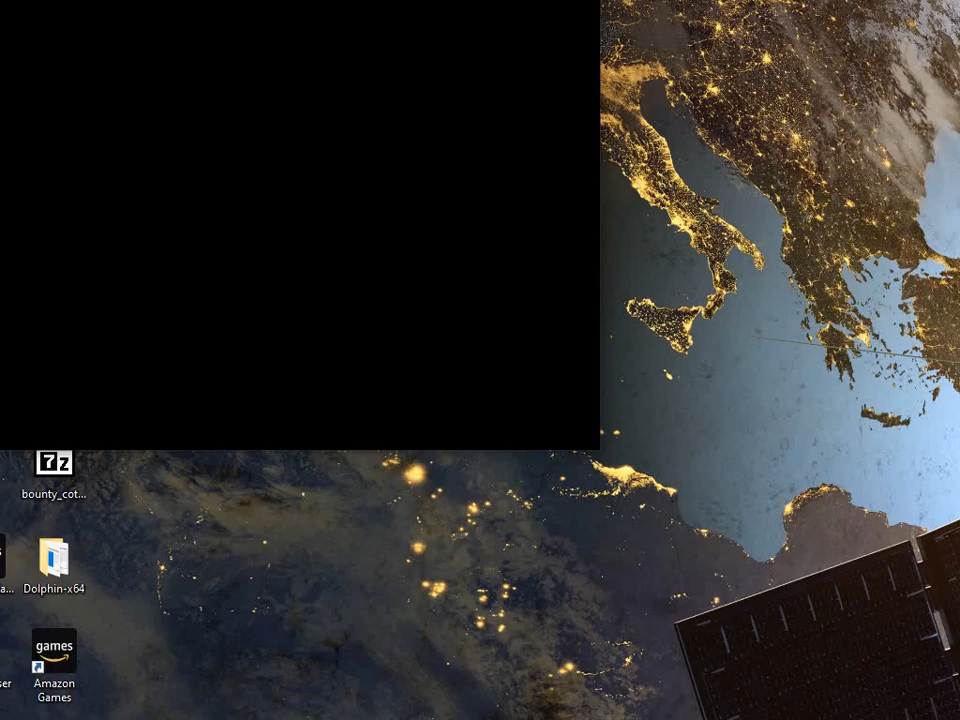 7z
bounty_cot...
a...
Dolphin-x64
games
ser
Amazon
Games